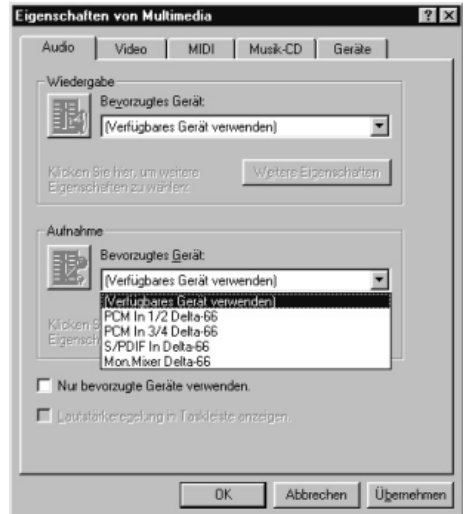 Eigenschaften von Multimedia
Audio Video MIDI Musik-CD Geräte
Wiedergabe
Bevorzugtes Gerät:
(Verfügbares Gerät verwenden)
Klicken Sie hier, um weitere
Eigenschaften zu wählen:
Weitere Eigenschaften
Aufnahme
Bevorzugtes Gerät:
(Verfügbares Gerät verwenden)
(Verfügbares Gerät verwenden)
PCM In 1/2 Delta-66
PCM In 3/4 Delta-66
S/PDIF In Delta-66
Mon.Mixer Delta-66
Klicken S
Eigensch
Nur bevorzugte Geräte verwenden.
Lautstärkeregelung in Taskleiste anzeigen.
OK Abbrechen Übernehmen